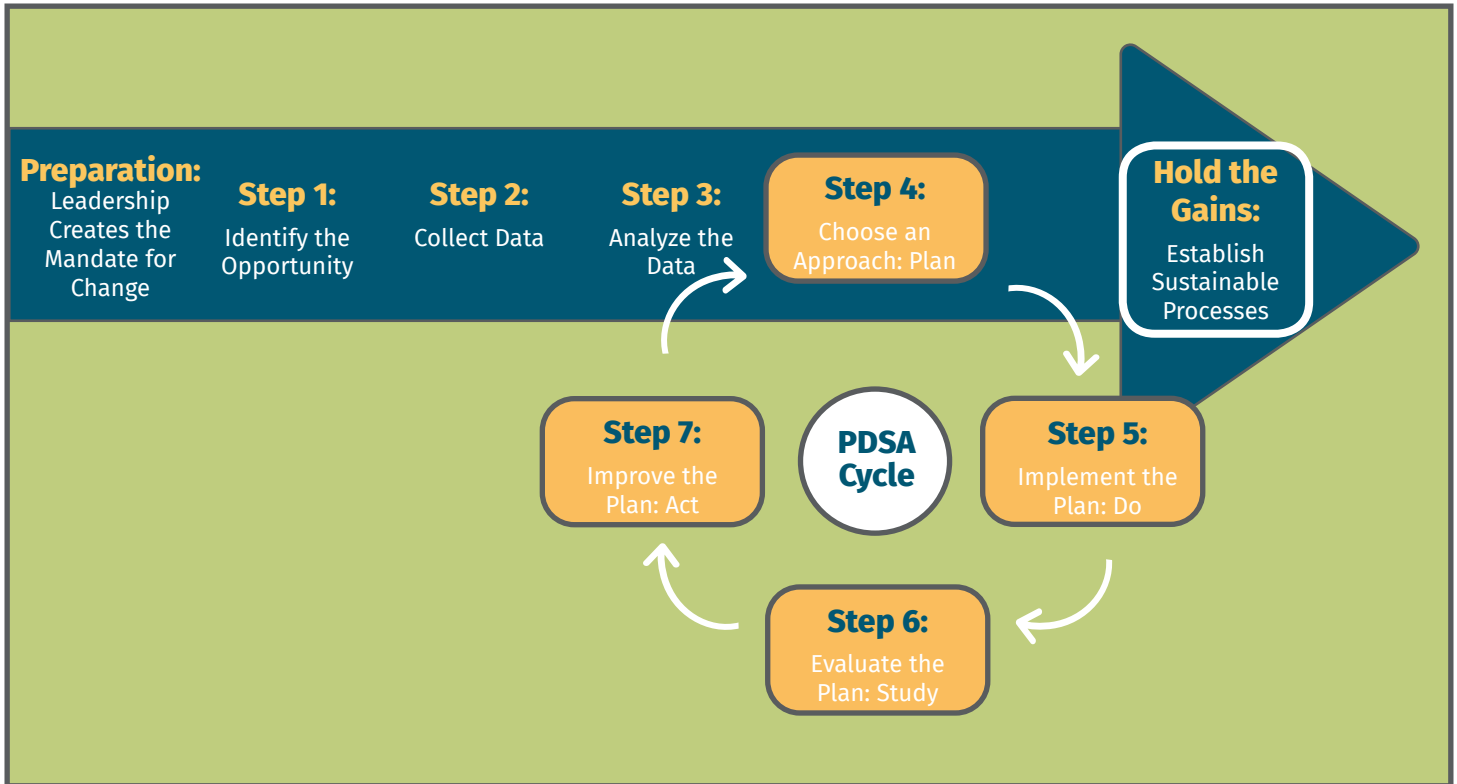 Preparation:
Leadership
Creates the
Mandate for
Change
Step 1:
Identify the
Opportunity
Step 2:
Collect Data
Step 3:
Analyze the
Data
Step 4:
Choose an
Approach: Plan
Hold the
Gains:
Establish
Sustainable
Processes
Step 7:
Improve the
Plan: Act
PDSA
Cycle
Step 5:
Implement the
Plan: Do
Step 6:
Evaluate the
Plan: Study